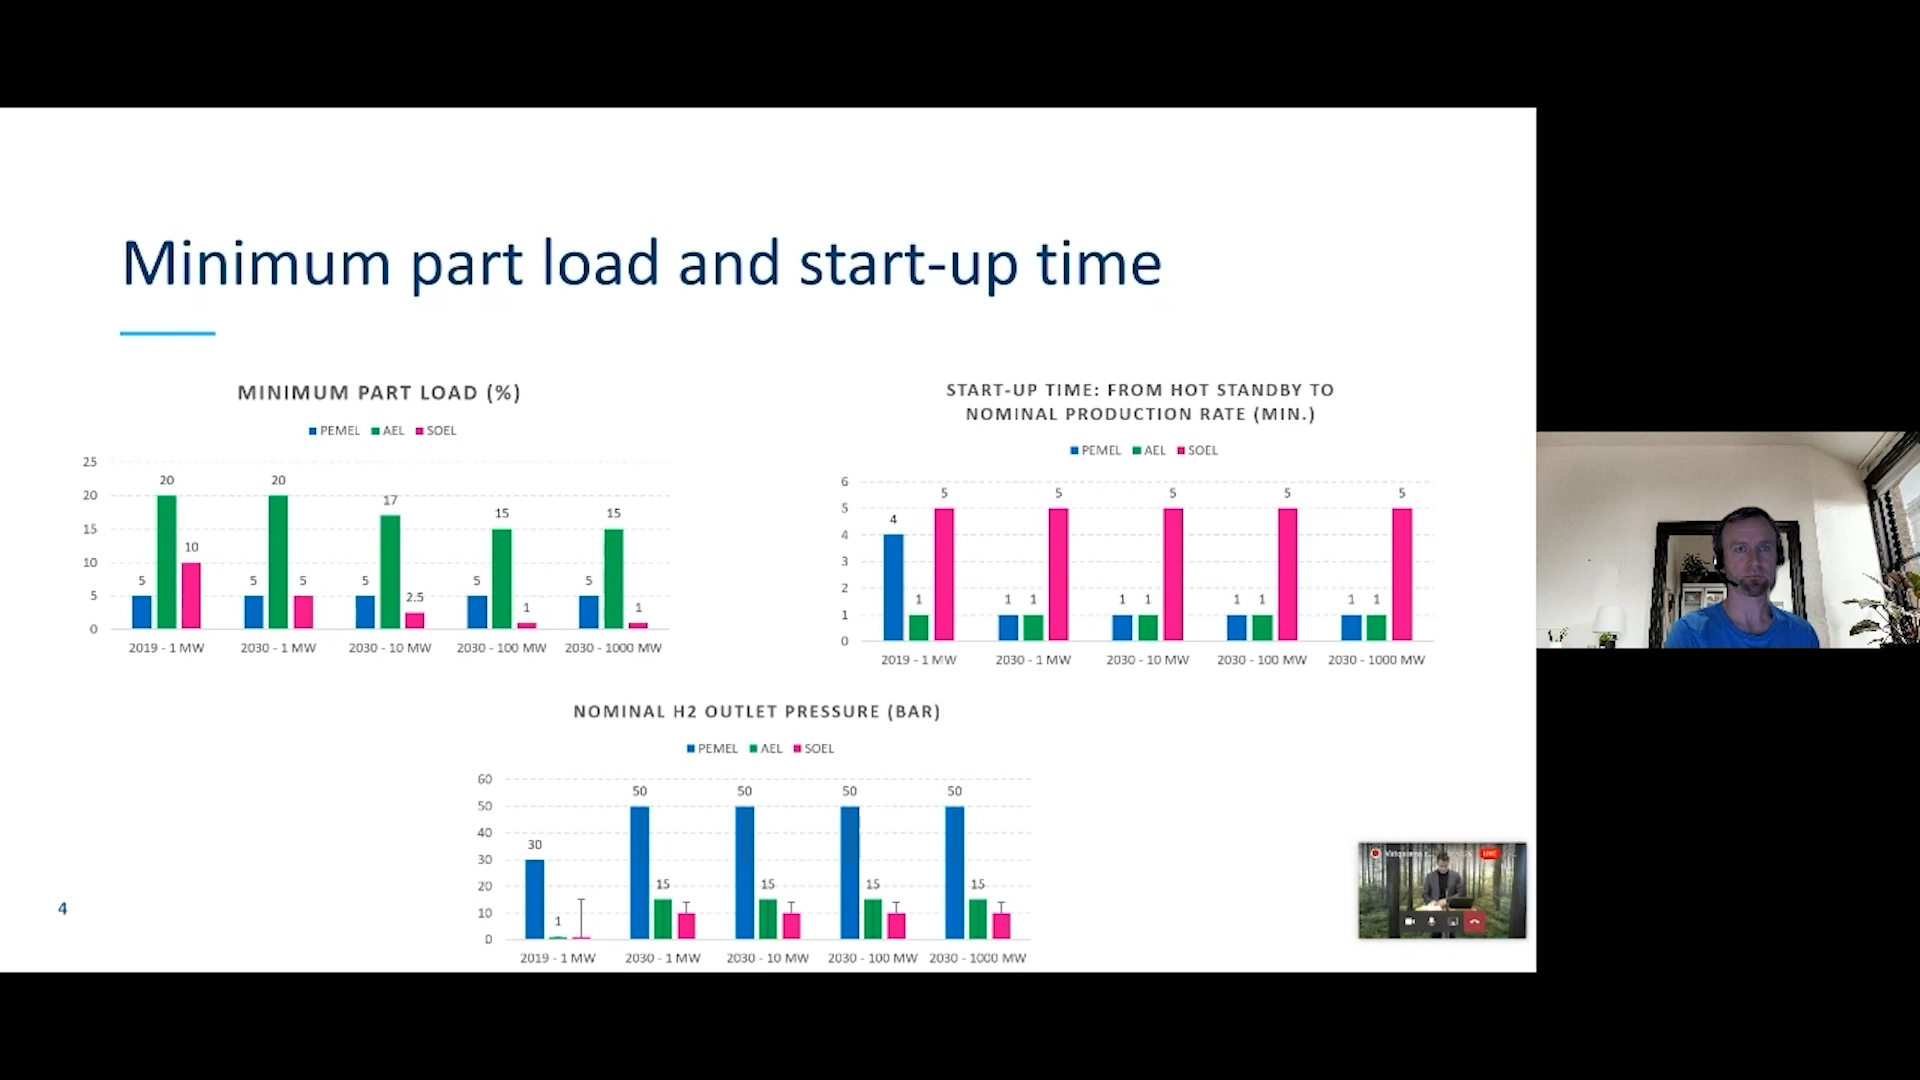 Minimum part load and start-up time
MINIMUM PART LOAD (%)
PEMEL AEL SOEL
25
20
15
10
5
0
5 20 10
5 20 5
5 17 2.5
5 15 1
5 15 1
2019 - 1 MW 2030 - 1 MW 2030 - 10 MW 2030 - 100 MW 2030 - 1000 MW
START-UP TIME: FROM HOT STANDBY TO
NOMINAL PRODUCTION RATE (MIN.)
PEMEL AEL SOEL
6
5
4
3
2
1
0
4 1 5
1 1 5
1 1 5
1 1 5
1 1 5
2019 - 1 MW 2030 - 1 MW 2030 - 10 MW 2030 - 100 MW 2030 - 1000 MW
NOMINAL H2 OUTLET PRESSURE (BAR)
PEMEL AEL SOEL
60
50
40
30
20
10
0
30 1
50 15
50 15
50 15
50 15
2019 - 1 MW 2030 - 1 MW 2030 - 10 MW 2030 - 100 MW 2030 - 1000 MW
4
LIVE